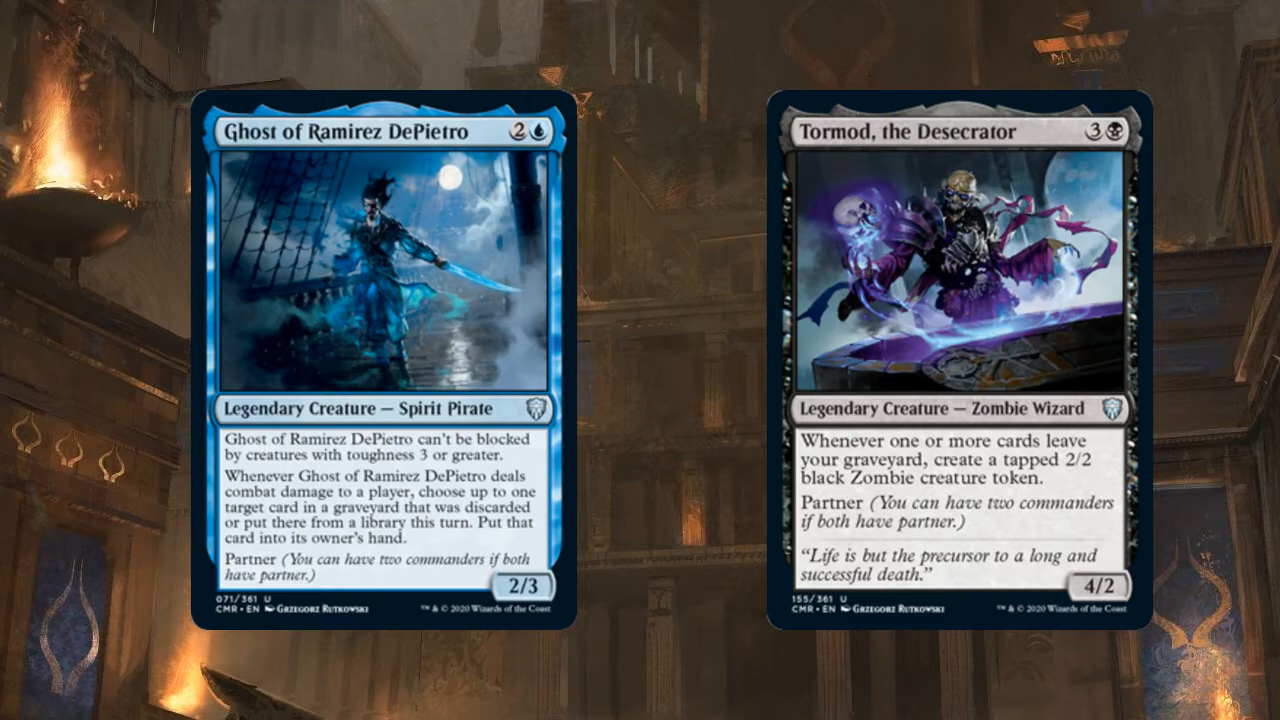 Ghost of Ramirez DePietro 2
Legendary Creature — Spirit Pirate
Ghost of Ramirez DePietro can't be blocked
by creatures with toughness 3 or greater.
Whenever Ghost of Ramirez DePietro deals
combat damage to a player, choose up to one
target card in a graveyard that was discarded
or put there from a library this turn. Put that
card into its owner's hand.
Partner (You can have two commanders if both
have partner.)
2/3
071/361 U
CMR • EN Grzegorz Rutkowski ™ & © 2020 Wizards of the Coast
Tormod, the Desecrator 3
Legendary Creature — Zombie Wizard
Whenever one or more cards leave
your graveyard, create a tapped 2/2
black Zombie creature token.
Partner (You can have two commanders
if both have partner.)
“Life is but the precursor to a long and
successful death.”
4/2
155/361 U
CMR • EN Grzegorz Rutkowski ™ & © 2020 Wizards of the Coast